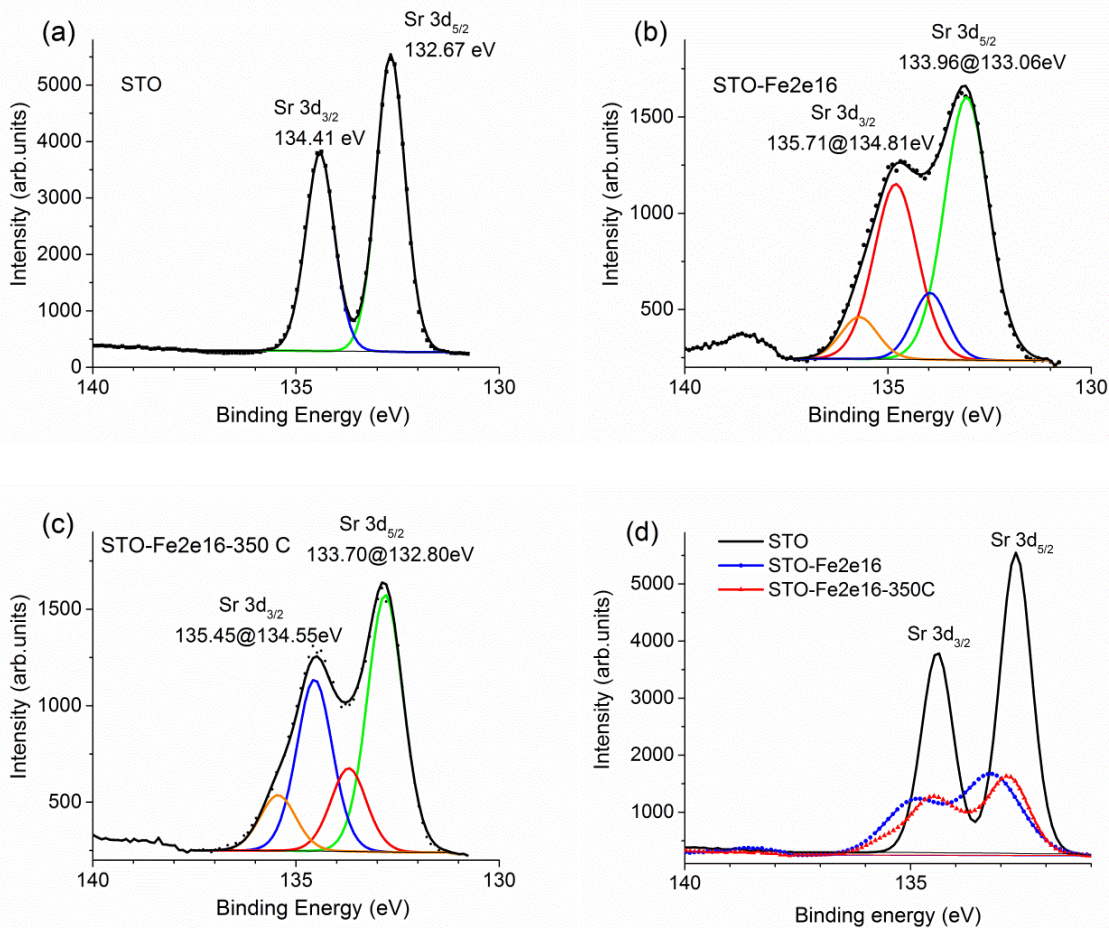 (a)
STO
Sr 3d5/2
132.67 eV
Sr 3d3/2
134.41 eV
Intensity (arb.units)
5000
4000
3000
2000
1000
0
140
135
130
Binding Energy (eV)
(b)
STO-Fe2e16
Sr 3d5/2
133.96@133.06eV
Sr 3d3/2
135.71@134.81eV
Intensity (arb.units)
1500
1000
500
140
135
130
Binding Energy (eV)
(c)
STO-Fe2e16-350 C
Sr 3d5/2
133.70@132.80eV
Sr 3d3/2
135.45@134.55eV
Intensity (arb.units)
1500
1000
500
140
135
130
Binding Energy (eV)
(d)
STO
STO-Fe2e16
STO-Fe2e16-350C
Sr 3d5/2
Sr 3d3/2
Intensity (arb.units)
5000
4000
3000
2000
1000
140
135
Binding energy (eV)